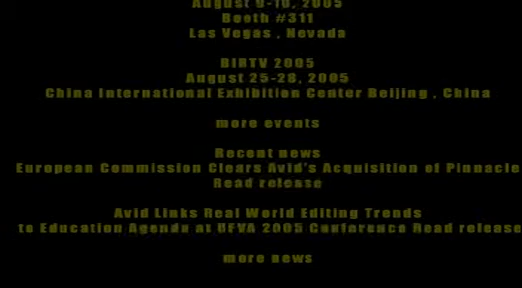 August 9-10, 2005
Booth #311
Las Vegas , Nevada
BIRTV 2005
August 25-28, 2005
China International Exhibition Center Beijing , China
more events
Recent news
European Commission Clears Avid's Acquisition of Pinnacle
Read release
Avid Links Real World Editing Trends
to Education Agenda at UFVA 2005 Conference Read release
more news